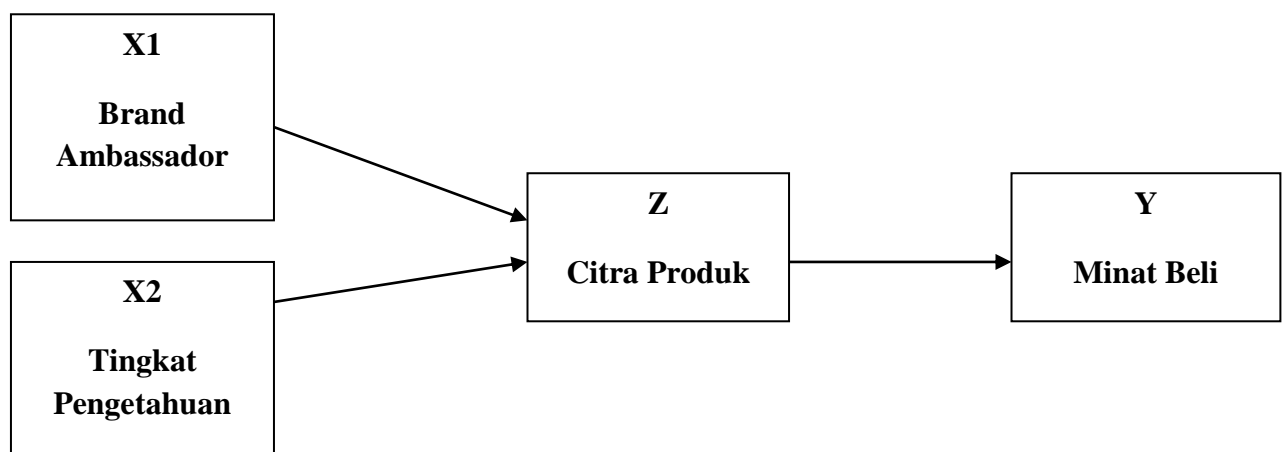 X1
Brand
Ambassador
X2
Tingkat
Pengetahuan
Z
Citra Produk
Y
Minat Beli